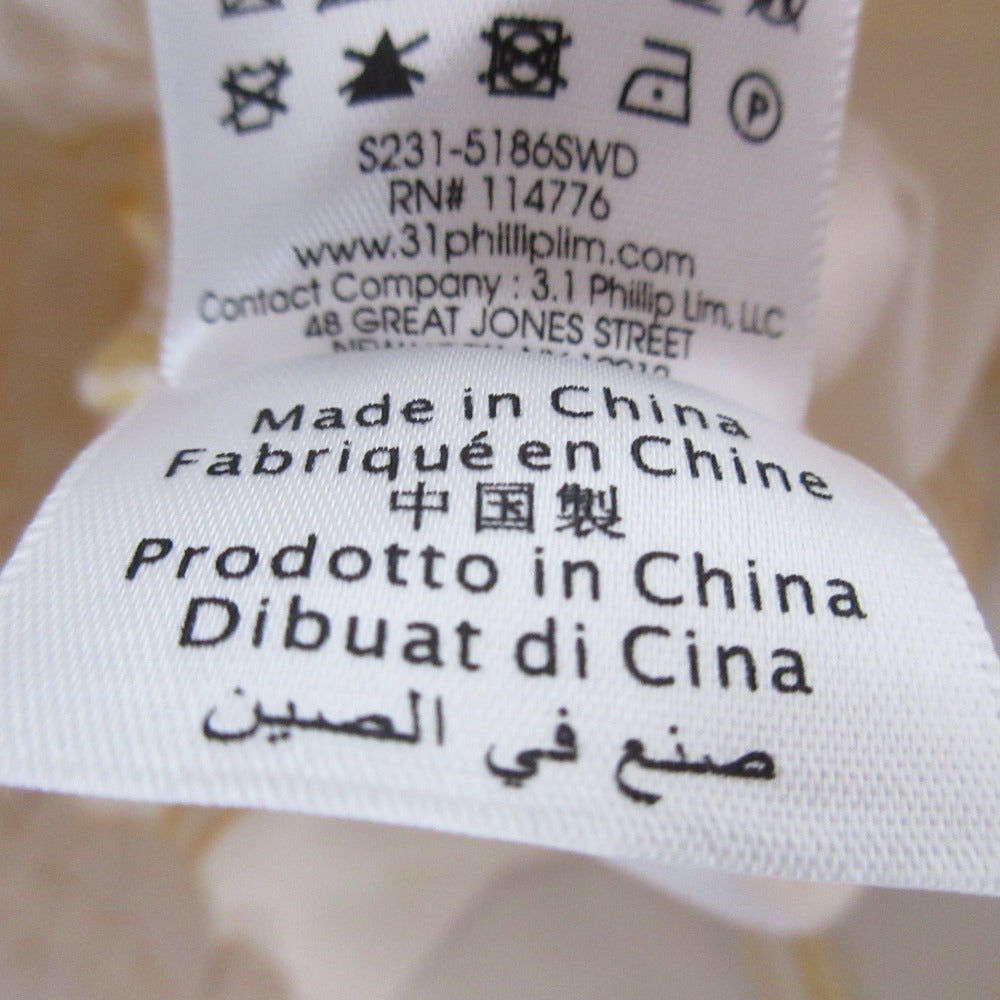 P
S231-5186SWD
RN# 114776
www.31philliplim.com
Contact Company : 3.1 Phillip Lim, LLC
48 GREAT JONES STREET
Made in China
Fabriqué en Chine
中国製
Prodotto in China
Dibuat di Cina
صنع في الصين